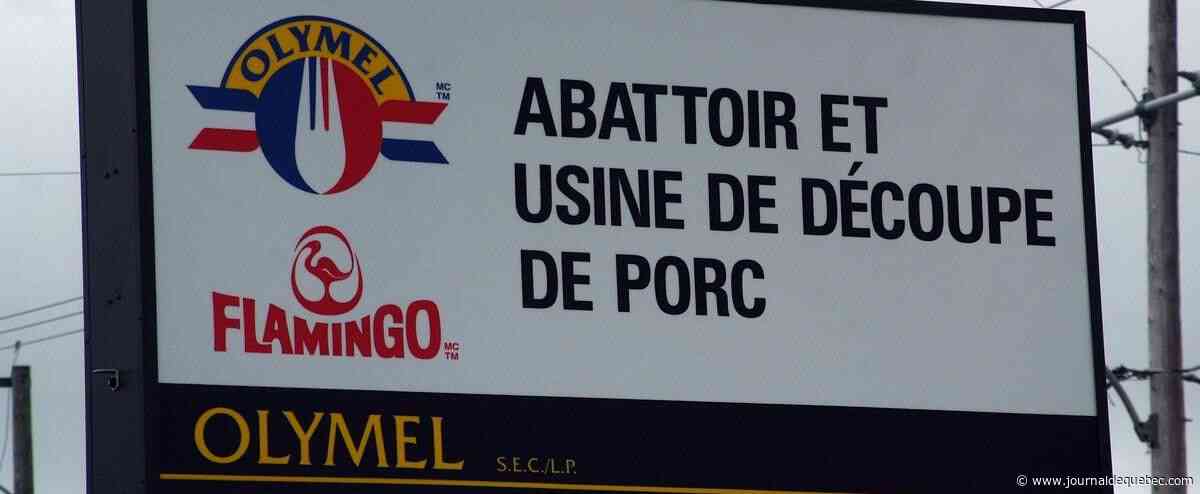 OLYMEL
MC
TM
ABATTOIR ET
USINE DE DÉCOUPE
DE PORC
FLAMINGO
MC
TM
OLYMEL S.E.C./L.P.
www.journaldequebec.com